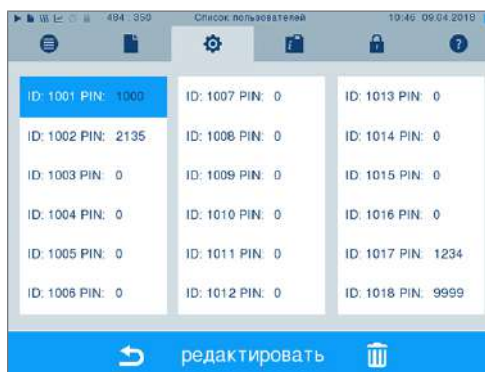 484 : 350 Список пользователей 10:46 09.04.2018
ID: 1001 PIN: 1000 ID: 1007 PIN: 0 ID: 1013 PIN: 0
ID: 1002 PIN: 2135 ID: 1008 PIN: 0 ID: 1014 PIN: 0
ID: 1003 PIN: 0 ID: 1009 PIN: 0 ID: 1015 PIN: 0
ID: 1004 PIN: 0 ID: 1010 PIN: 0 ID: 1016 PIN: 0
ID: 1005 PIN: 0 ID: 1011 PIN: 0 ID: 1017 PIN: 1234
ID: 1006 PIN: 0 ID: 1012 PIN: 0 ID: 1018 PIN: 9999
редактировать